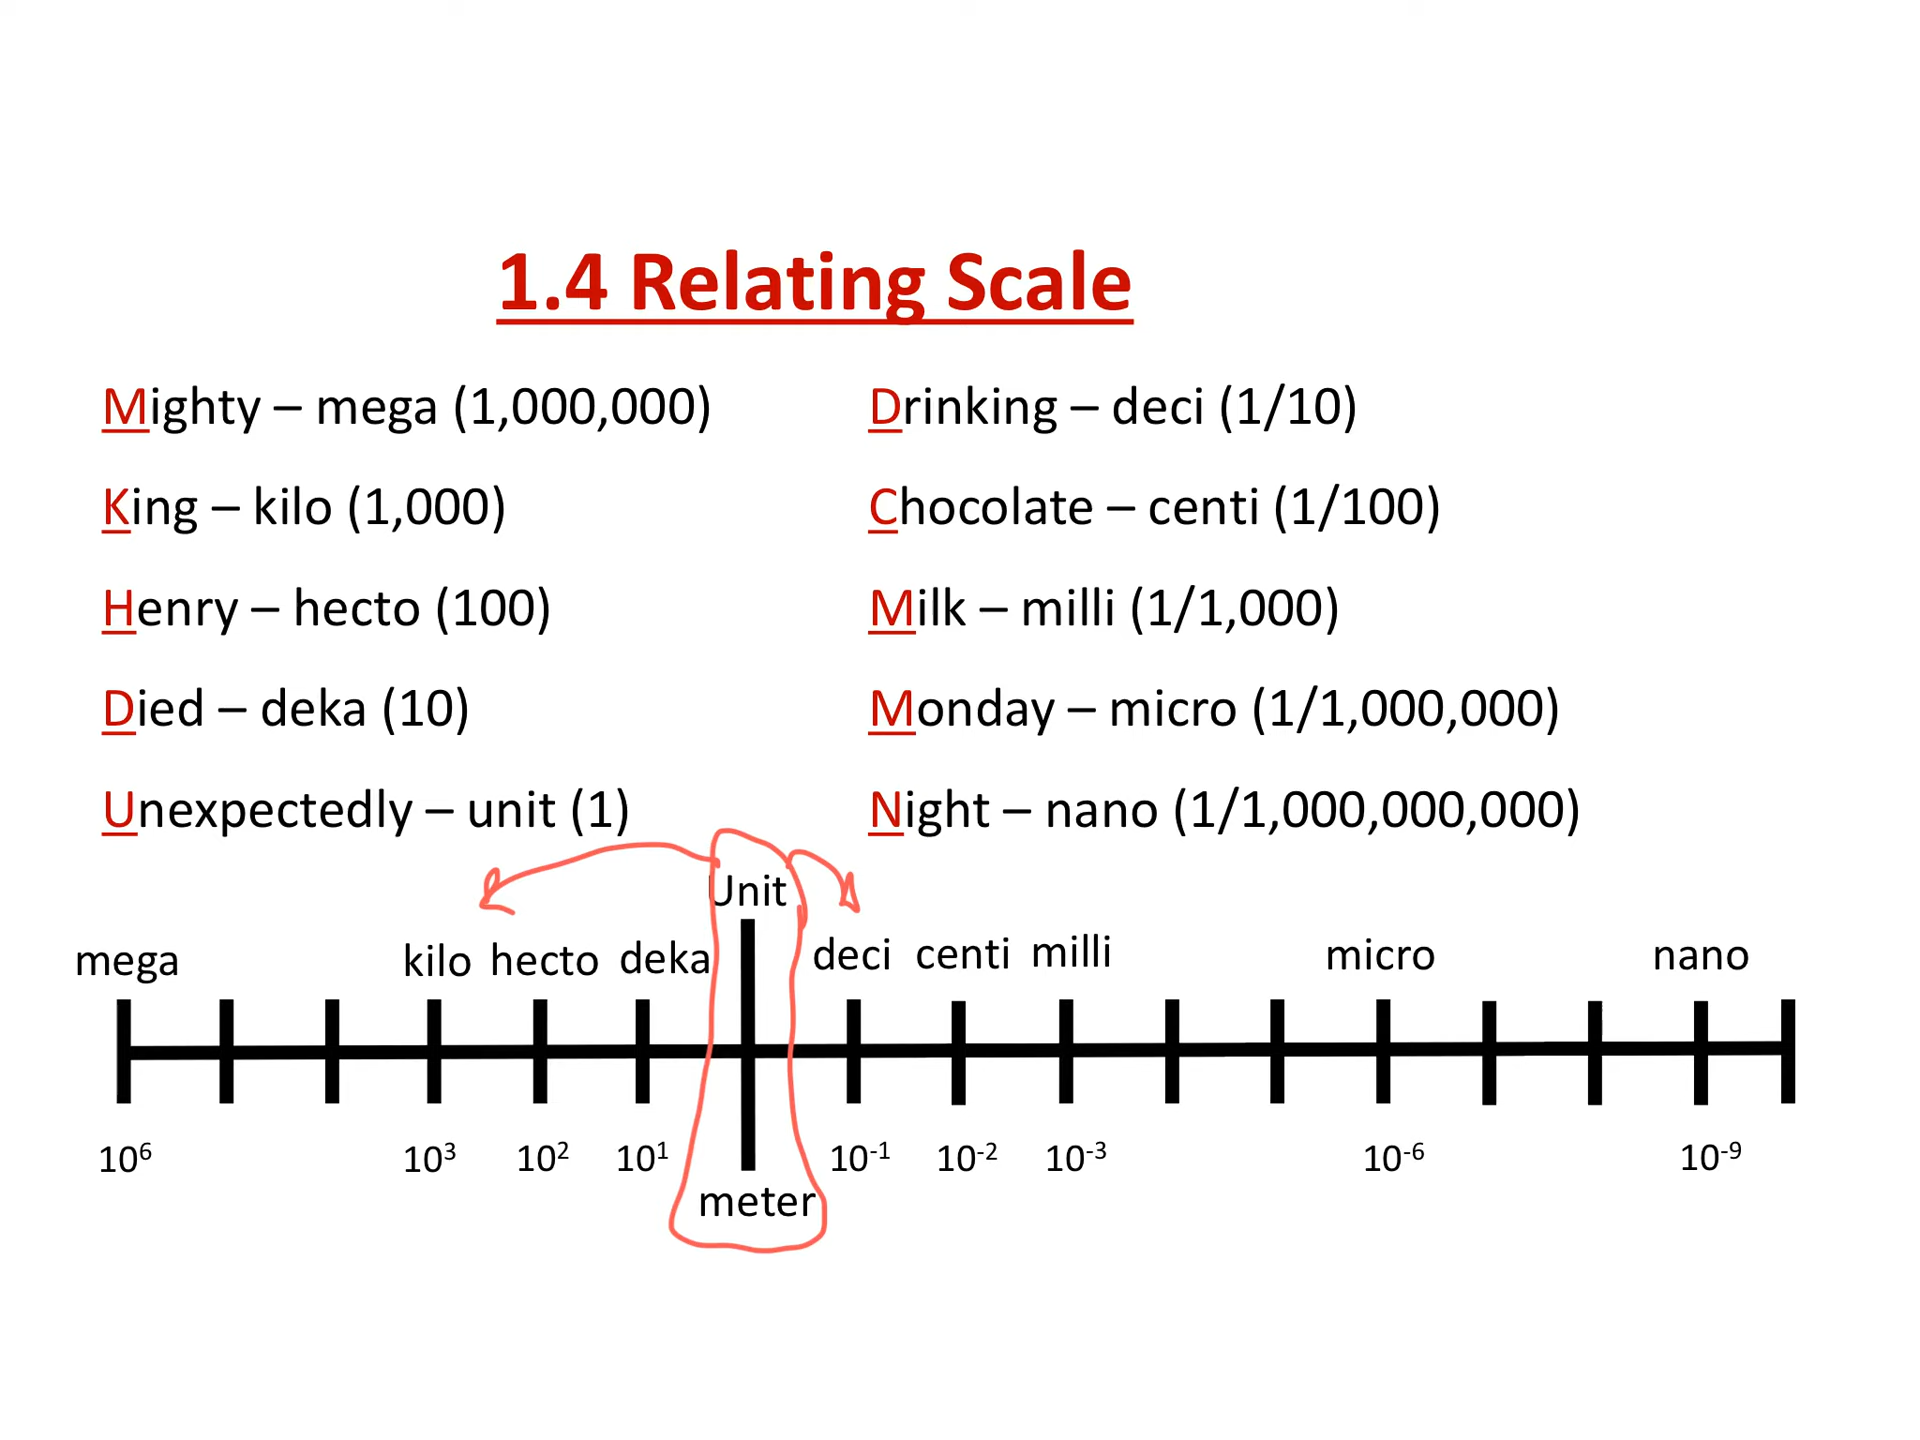 1.4 Relating Scale
Mighty – mega (1,000,000)
King – kilo (1,000)
Henry – hecto (100)
Died – deka (10)
Unexpectedly – unit (1)
Drinking – deci (1/10)
Chocolate – centi (1/100)
Milk – milli (1/1,000)
Monday – micro (1/1,000,000)
Night – nano (1/1,000,000,000)
Unit
mega kilo hecto deka deci centi milli micro nano
10⁶ 10³ 10² 10¹ 10⁻¹ 10⁻² 10⁻³ 10⁻⁶ 10⁻⁹
meter